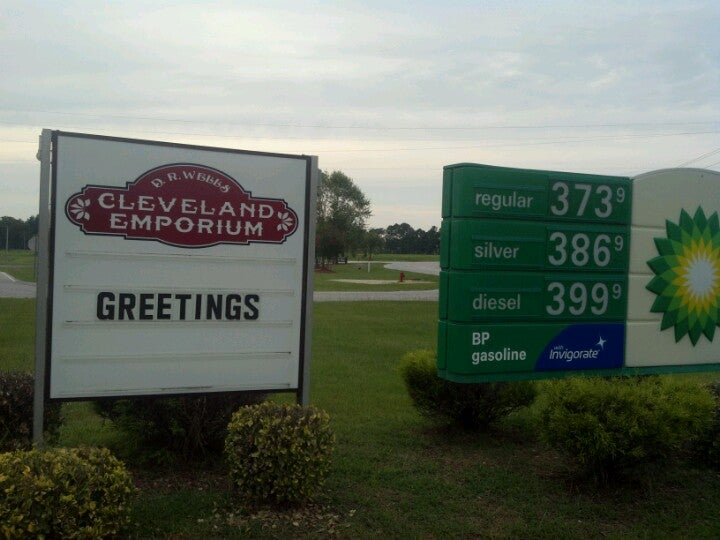 D. R. WELLS
CLEVELAND
EMPORIUM
GREETINGS
regular 373 9
silver 386 9
diesel 399 9
BP
gasoline
with
Invigorate